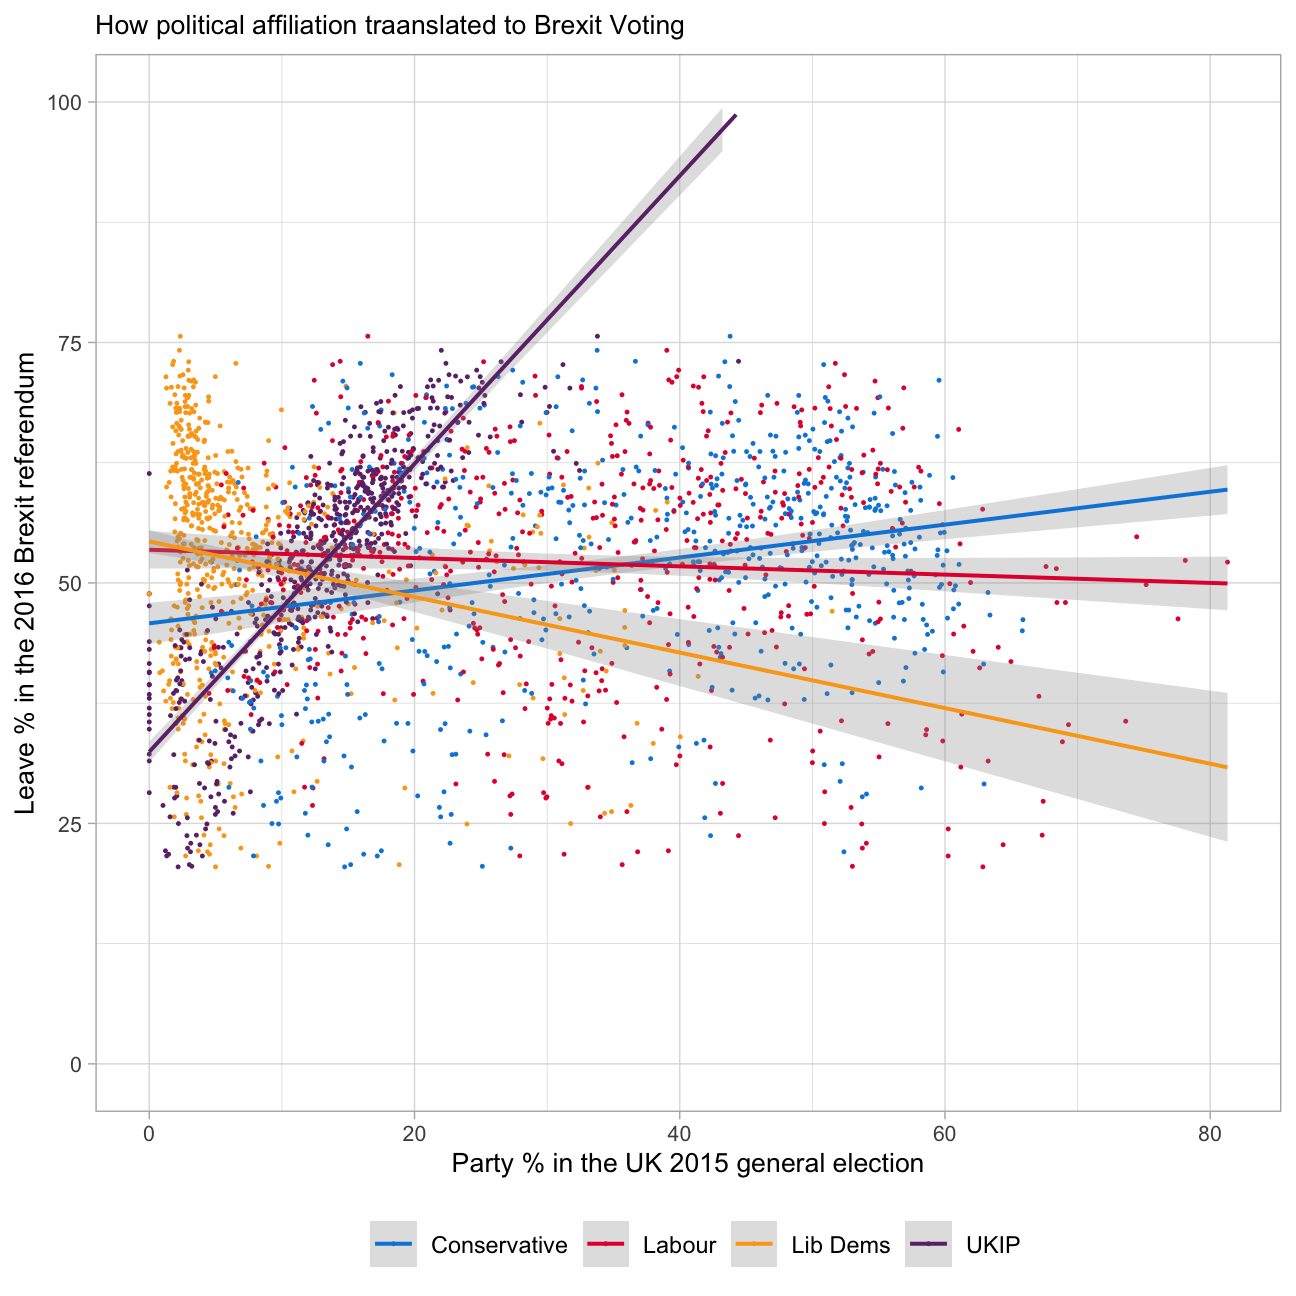 How political affiliation traanslated to Brexit Voting
Leave % in the 2016 Brexit referendum
100
75
50
25
0
0 20 40 60 80
Party % in the UK 2015 general election
Conservative Labour Lib Dems UKIP